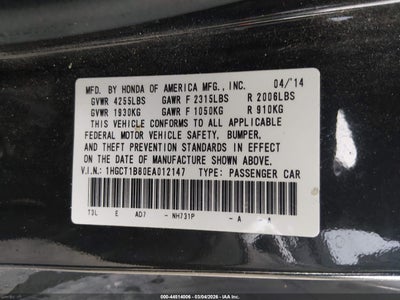 MFD. BY HONDA OF AMERICA MFG., INC. 04/'14
GVWR 4255LBS GAWR F 2315LBS R 2006LBS
GVWR 1930KG GAWR F 1050KG R 910KG
THIS VEHICLE CONFORMS TO ALL APPLICABLE
FEDERAL MOTOR VEHICLE SAFETY, BUMPER,
AND THEFT PREVENTION STANDARDS IN EFFECT
ON THE DATE OF MANUFACTURE SHOWN ABOVE.
V.I.N.: 1HGCT1B80EA012147 TYPE: PASSENGER CAR
TDL E AD7 - NH731P - A A
000-44914006 - 03/04/2026 - IAA Inc.